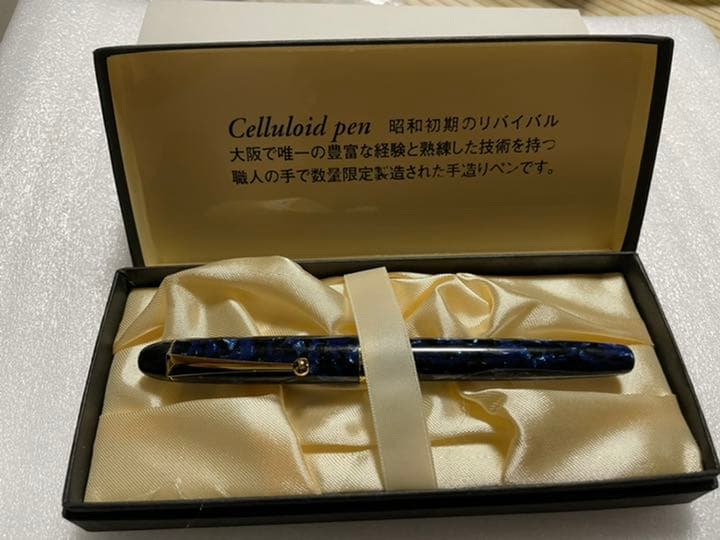 Celluloid pen 昭和初期のリバイバル
大阪で唯一の豊富な経験と熟練した技術を持つ
職人の手で数量限定製造された手造りペンです。